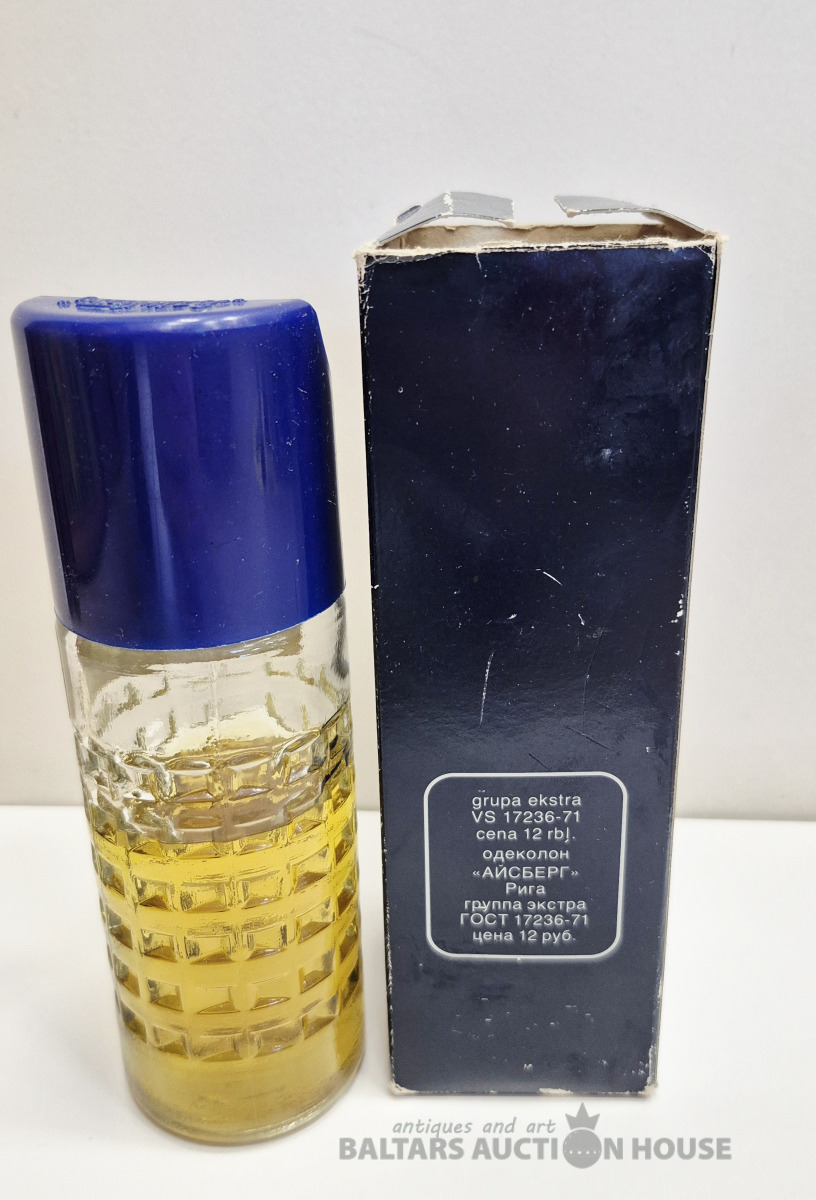 grupa ekstra
VS 17236-71
cena 12 rbļ.
одеколон
«АЙСБЕРГ»
Рига
группа экстра
ГОСТ 17236-71
цена 12 руб.
antiques and art
BALTARS AUCTION HOUSE